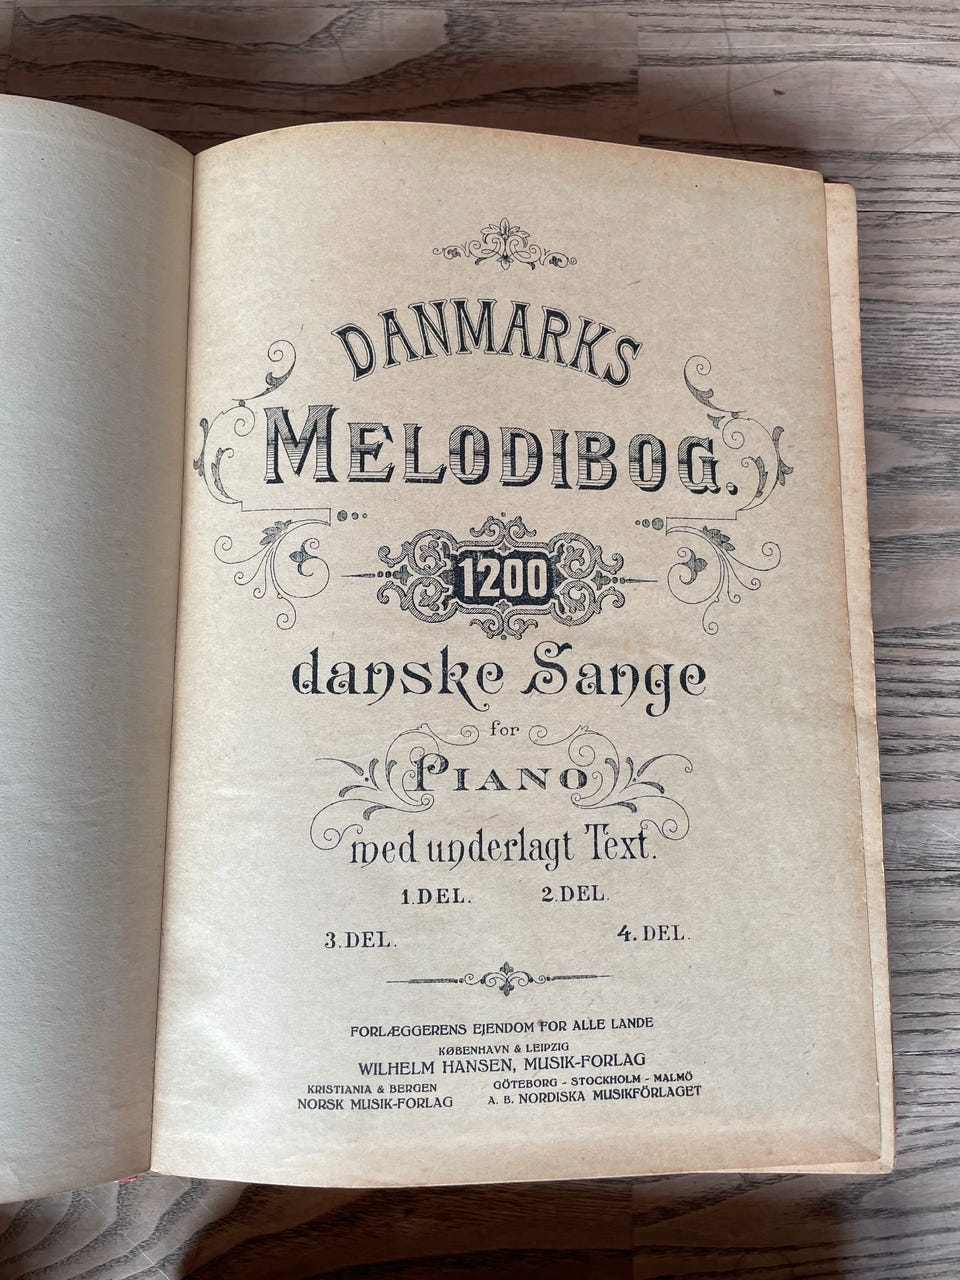 DANMARKS
MELODIBOG.
1200
danske Sange
for
PIANO
med underlagt Text.
1. DEL. 2. DEL.
3. DEL. 4. DEL.
FORLÆGGERENS EJENDOM FOR ALLE LANDE
KØBENHAVN & LEIPZIG
WILHELM HANSEN, MUSIK-FORLAG
KRISTIANIA & BERGEN
NORSK MUSIK-FORLAG
GÖTEBORG - STOCKHOLM - MALMÖ
A. B. NORDISKA MUSIKFÖRLAGET